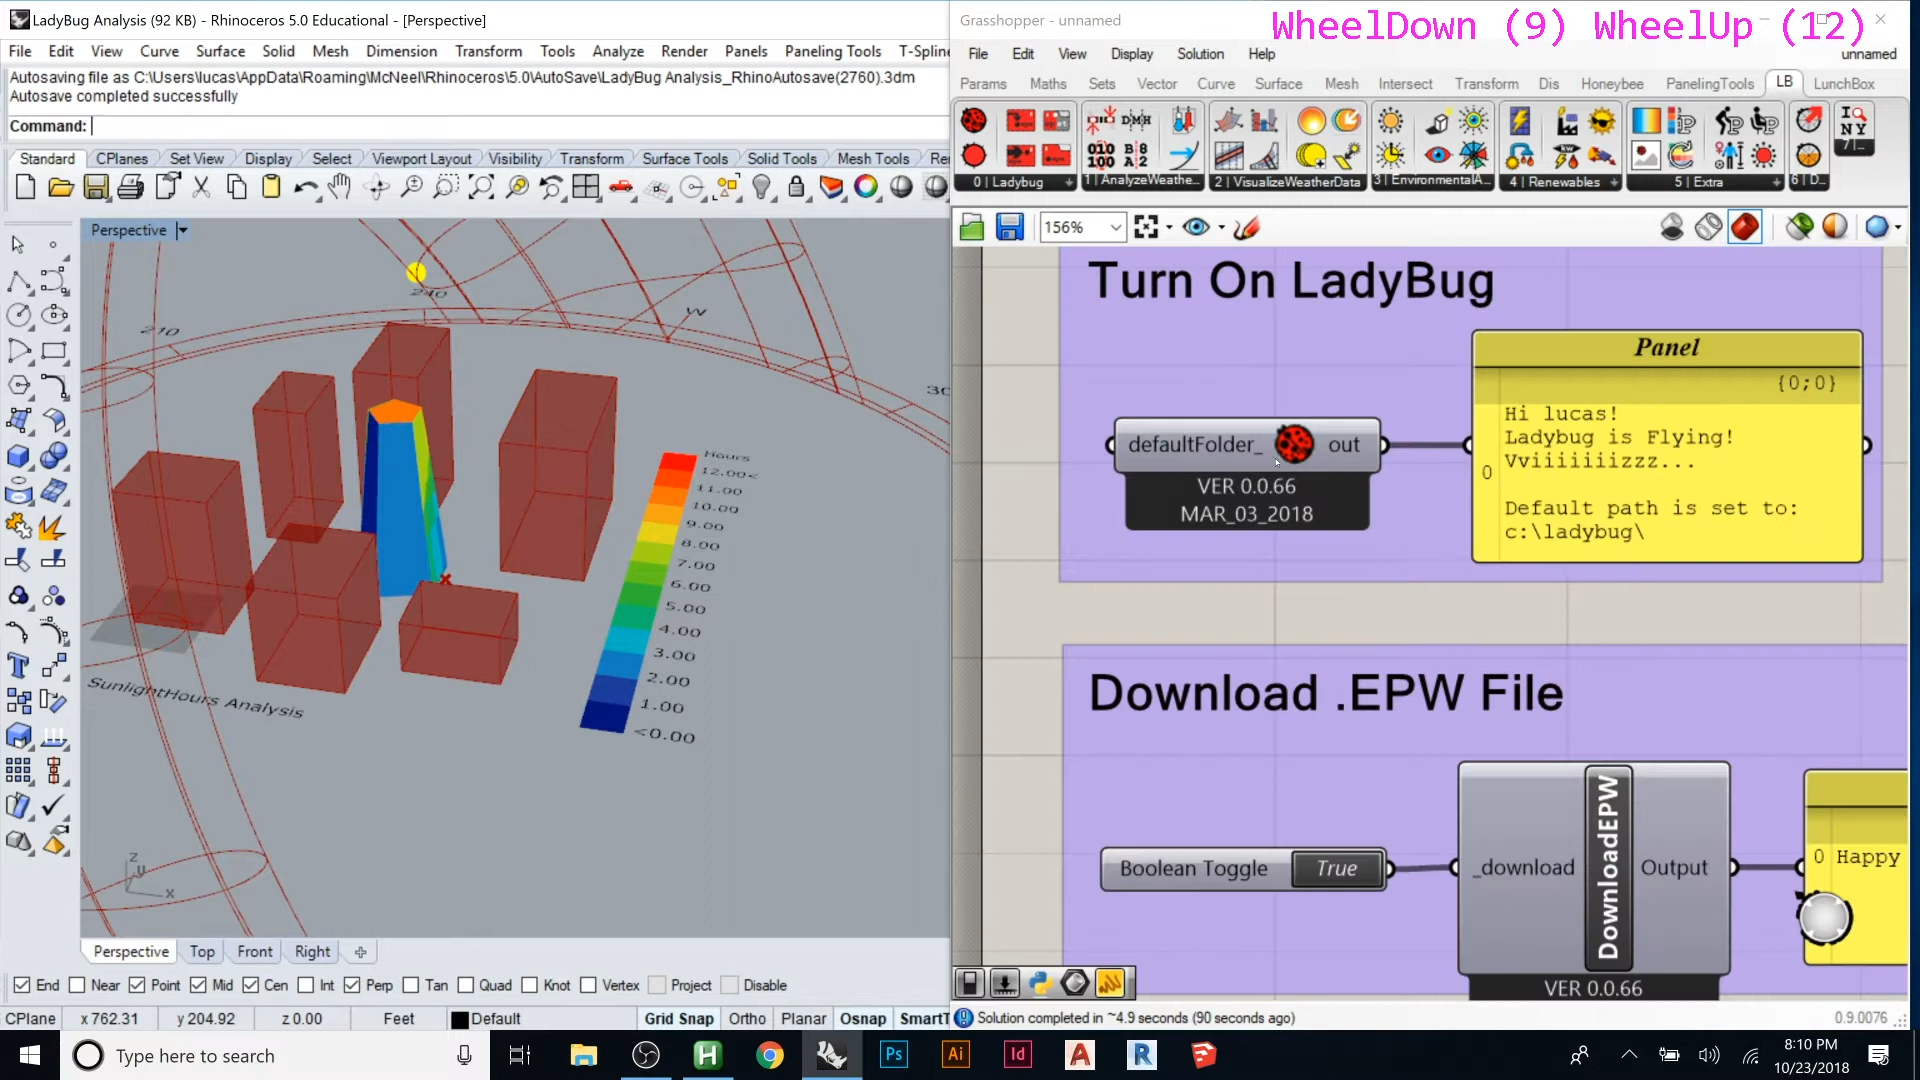 LadyBug Analysis (92 KB) - Rhinoceros 5.0 Educational - [Perspective]
File Edit View Curve Surface Solid Mesh Dimension Transform Tools Analyze Render Panels Paneling Tools T-Spline
Autosaving file as C:\Users\lucas\AppData\Roaming\McNeel\Rhinoceros\5.0\AutoSave\LadyBug Analysis_RhinoAutosave(2760).3dm
Autosave completed successfully
Command:
Standard CPlanes Set View Display Select Viewport Layout Visibility Transform Surface Tools Solid Tools Mesh Tools Re
Perspective
240
210
W
30
Hours
12.00<
11.00
10.00
9.00
8.00
7.00
6.00
5.00
4.00
3.00
2.00
1.00
<0.00
SunlightHours Analysis
z
y
x
Perspective Top Front Right
End Near Point Mid Cen Int Perp Tan Quad Knot Vertex Project Disable
CPlane x 762.31 y 204.92 z 0.00 Feet Default Grid Snap Ortho Planar Osnap SmartT
Grasshopper - unnamed
WheelDown (9) WheelUp (12)
File Edit View Display Solution Help unnamed
Params Maths Sets Vector Curve Surface Mesh Intersect Transform Dis Honeybee PanelingTools LB LunchBox
0 | Ladybug 1 | AnalyzeWeathe... 2 | VisualizeWeatherData 3 | EnvironmentalA... 4 | Renewables 5 | Extra 6 | D... 7 |...
156%
Turn On LadyBug
defaultFolder_ out
VER 0.0.66
MAR_03_2018
Panel
{0;0}
0
Hi lucas!
Ladybug is Flying!
Vviiiiiiizzz...
Default path is set to:
c:\ladybug\
Download .EPW File
Boolean Toggle True
_download DownloadEPW Output
VER 0.0.66
0 Happy
Solution completed in ~4.9 seconds (90 seconds ago)
0.9.0076
Type here to search
Ps Ai Id A R
8:10 PM
10/23/2018